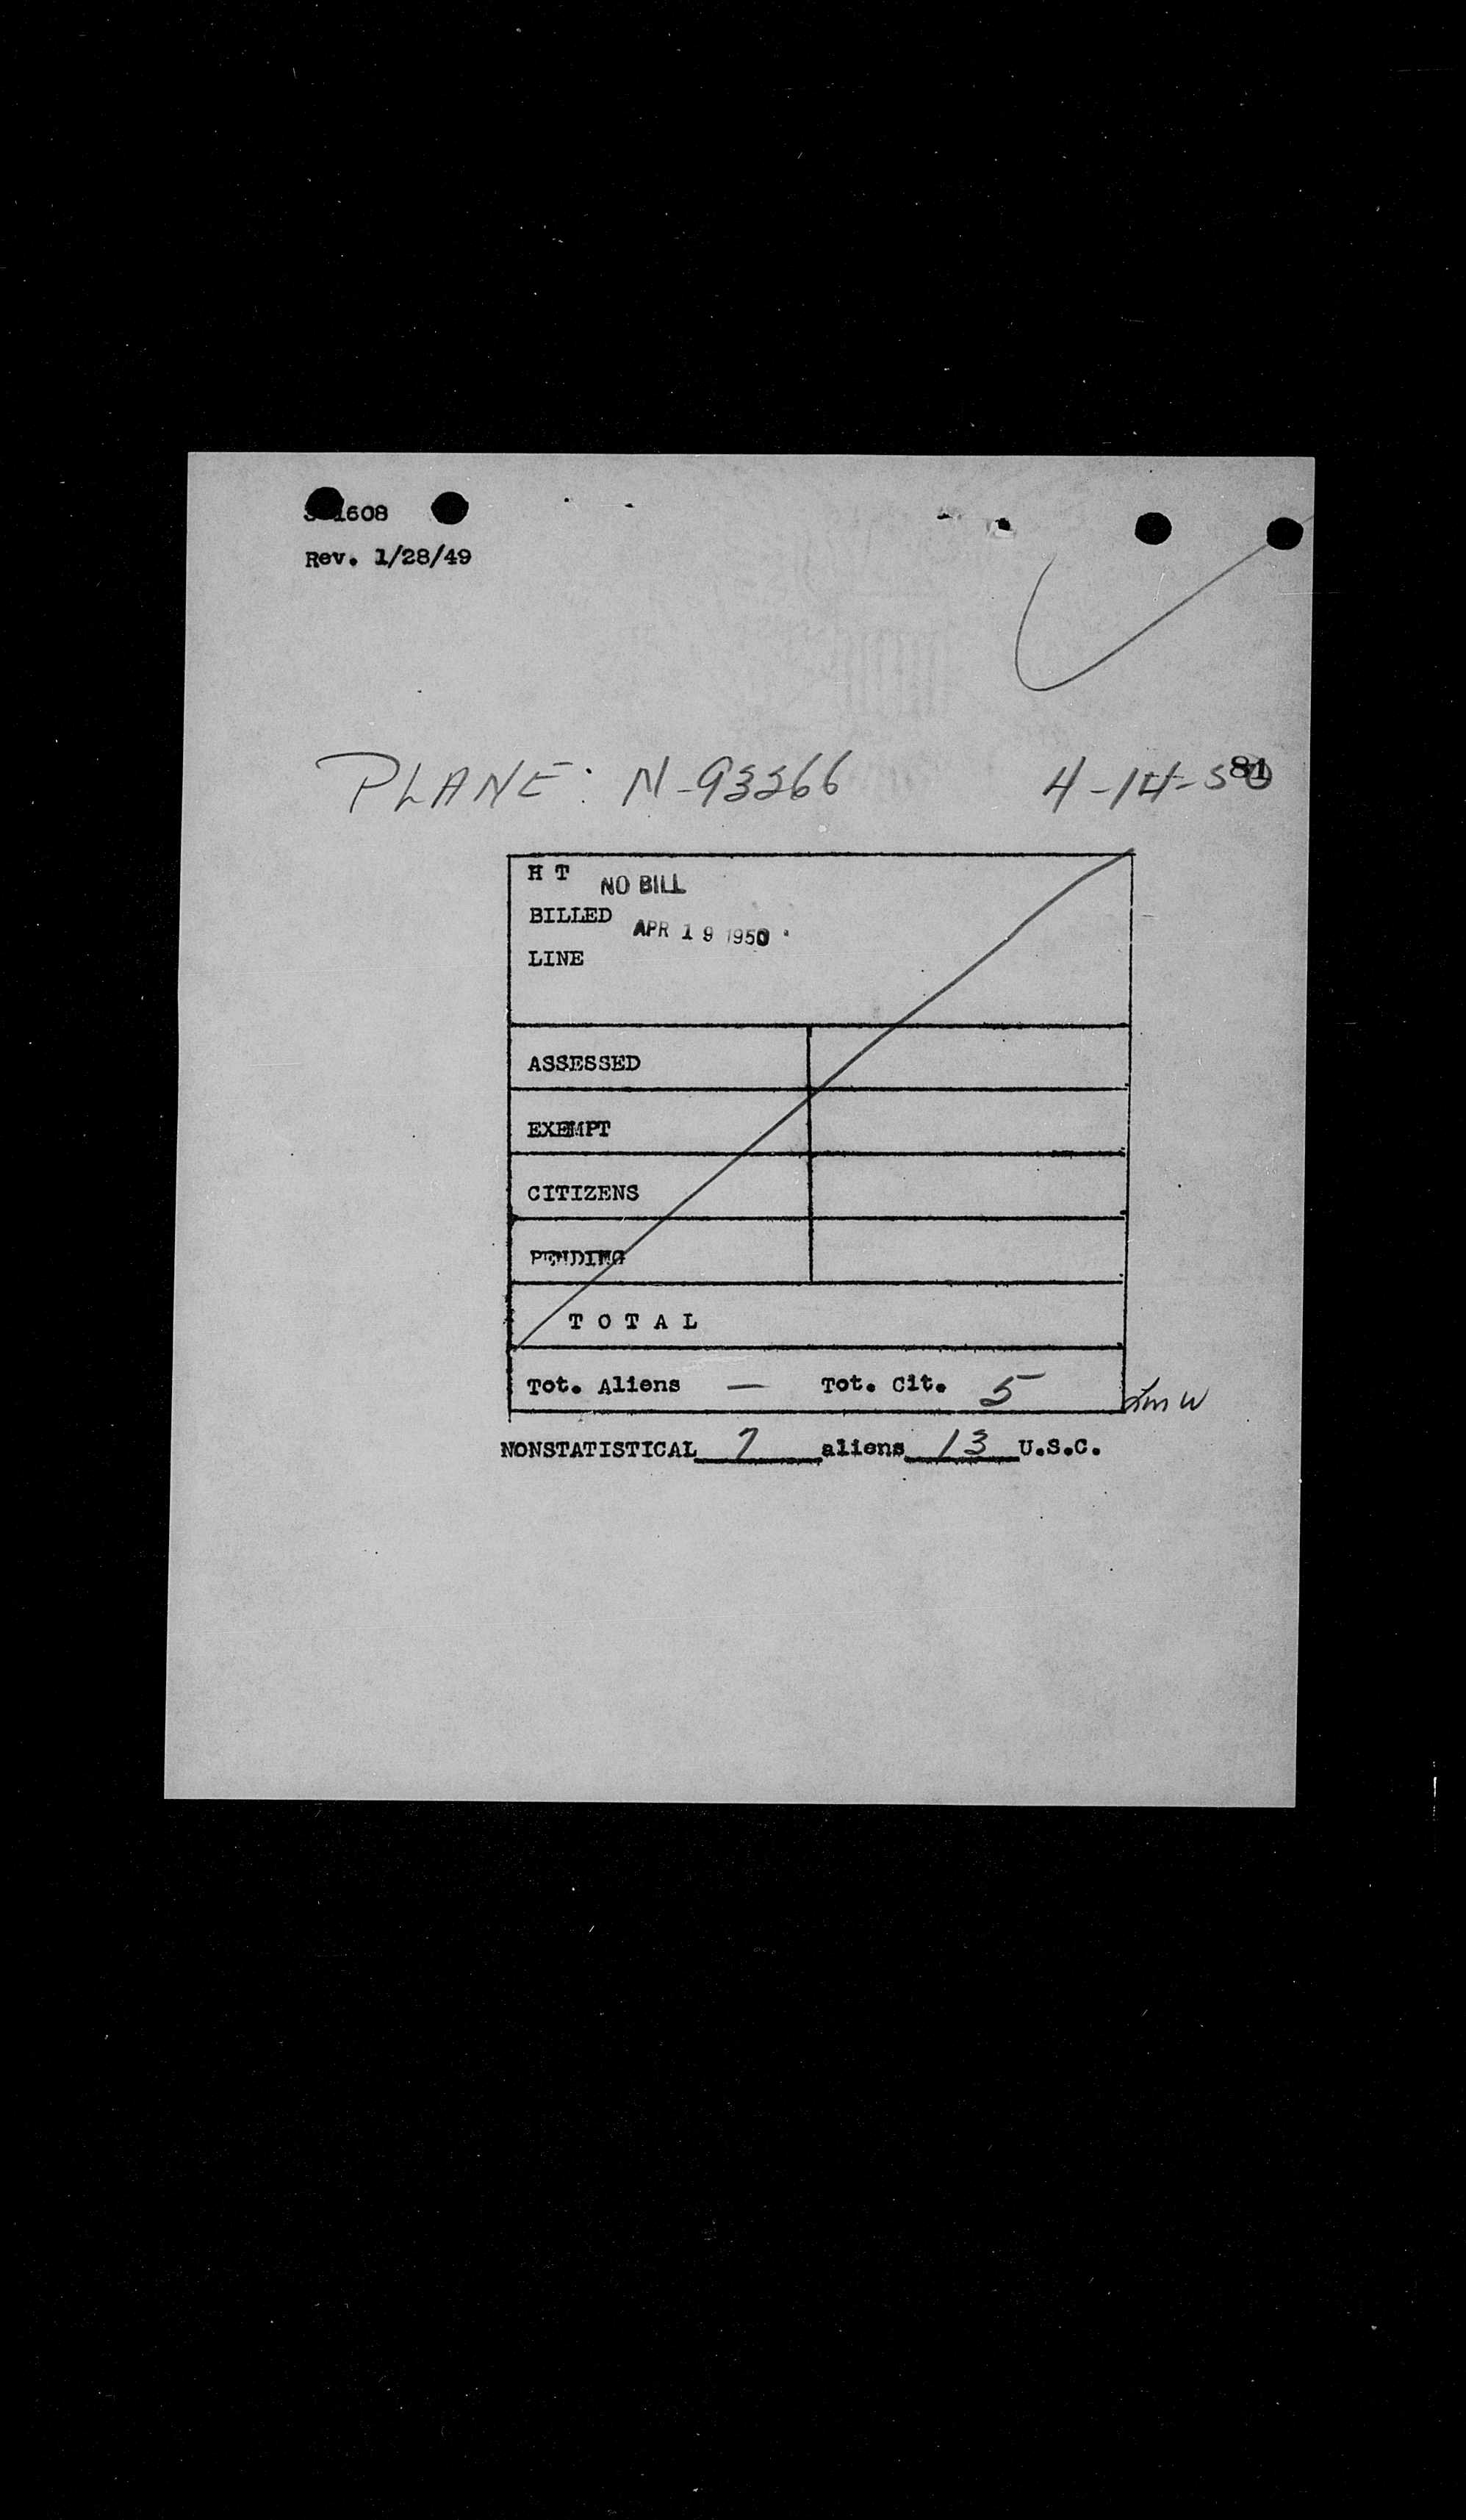 1608
Rev. 1/28/49
PLANE: N-93366 4-14-50
81
H T NO BILL
BILLED APR 19 1950
LINE
ASSESSED
EXEMPT
CITIZENS
PENDING
T O T A L
Tot. Aliens — Tot. Cit. 5
NONSTATISTICAL 7 aliens 13 U.S.C.